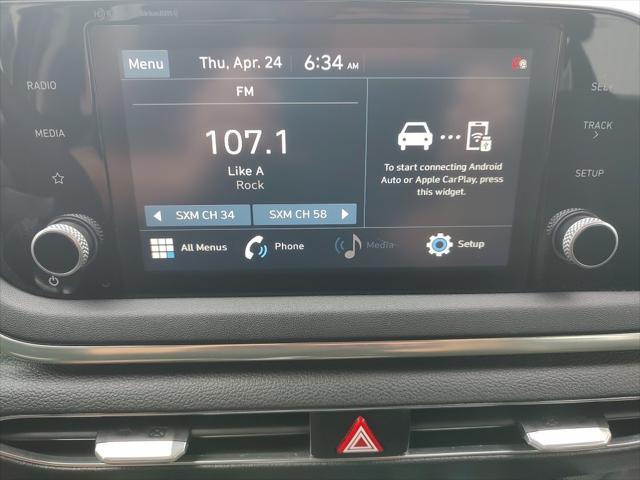 Menu
Thu, Apr. 24
6:34 AM
RADIO
MEDIA
FM
107.1
Like A
Rock
To start connecting Android
Auto or Apple CarPlay, press
this widget.
SEEK
TRACK
SETUP
SXM CH 34
SXM CH 58
All Menus
Phone
Media
Setup